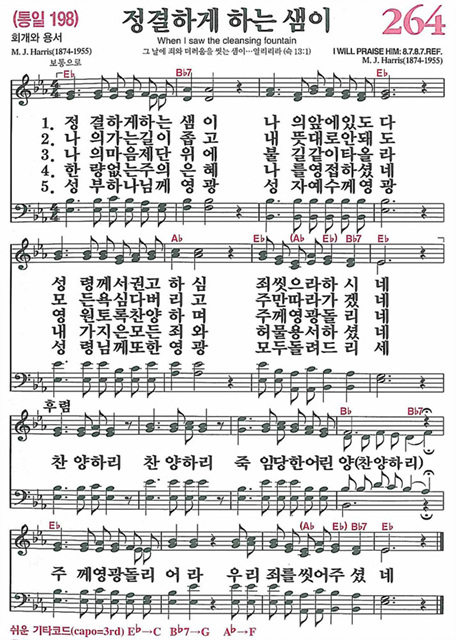 (통일 198) 정결하게 하는 샘이 264
회개와 용서 When I saw the cleansing fountain
M. J. Harris(1874-1955) 그 날에 죄와 더러움을 씻는 샘이…열리리라 (슥 13:1) I WILL PRAISE HIM: 8.7.8.7.REF.
보통으로 M. J. Harris(1874-1955)
E♭ B♭7 E♭
1. 정 결하게하는 샘 이 나 의앞에있도 다
2. 나 의가는길이 좁 고 내 뜻대로안돼 도
3. 나 의마음제단 위 에 불 길같이타올 라
4. 한 량없는주의 은 혜 나 를영접하셨 네
5. 성 부하나님께 영 광 성 자예수께영 광
A♭ E♭ (A♭ E♭) B♭7 E♭
성 령께서권고 하 심 죄씻으라하 시 네
모 든욕심다버 리 고 주만따라가 겠 네
영 원토록찬양 하 며 주께영광돌 리 네
내 가지은모든 죄 와 허물용서하 셨 네
성 령님께또한 영 광 모두돌려드 리 세
후렴 B♭ B♭7
찬 양하리 찬 양하리 죽 임당한어린 양(찬양하리)
E♭ (A♭ E♭) B♭7 E♭
주 께영광돌리 어 라 우 리 죄를씻어주 셨 네
쉬운 기타코드(capo=3rd) E♭→C B♭7→G A♭→F